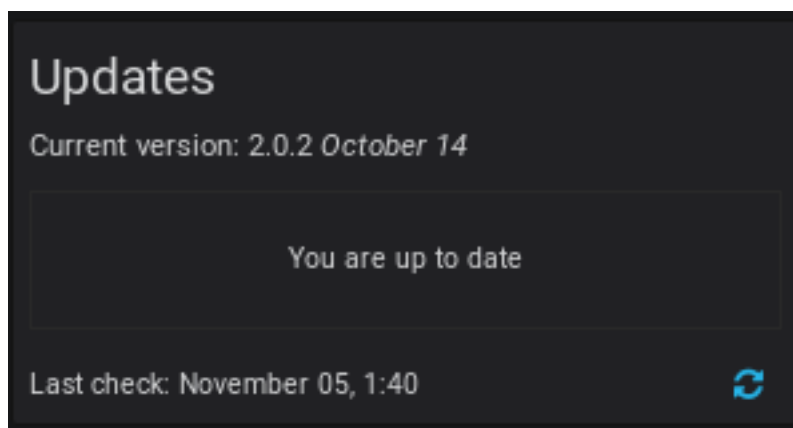 Updates
Current version: 2.0.2 October 14
You are up to date
Last check: November 05, 1:40